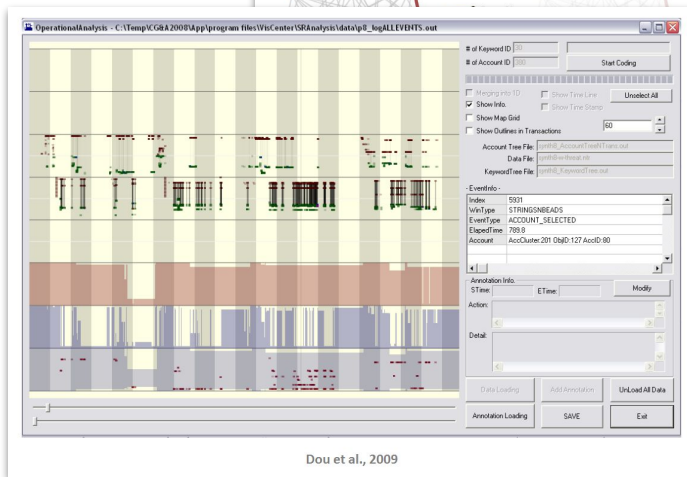 OperationalAnalysis - C:\Temp\CG&A2008\App\program files\VisCenter\SRAnalysis\data\p8_logALLEVENTS.out
# of Keyword ID 30
# of Account ID
Start Coding
Merging into 1D
Show Time Line
Unselect All
Show Info.
Show Time Stamp
Show Map Grid
Show Outlines in Transactions
60
Account Tree File:
Data File:
KeywordTree File: synth8_KeywordTree.out
EventInfo
Index 5931
WinType STRINGSNBEADS
EventType ACCOUNT_SELECTED
ElapedTime 789.8
Account AccCluster:201 ObjID:127 AccID:80
Annotation Info.
STime:
ETime:
Modify
Action:
Detail:
Data Loading
Add Annotation
UnLoad All Data
Annotation Loading
SAVE
Exit
Dou et al., 2009